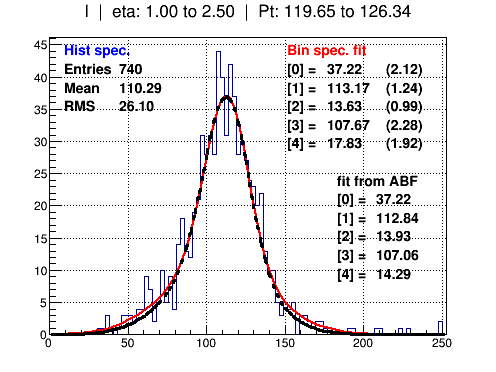 I | eta: 1.00 to 2.50 | Pt: 119.65 to 126.34
Hist spec.
Entries 740
Mean 110.29
RMS 26.10
Bin spec. fit
[0] = 37.22 (2.12)
[1] = 113.17 (1.24)
[2] = 13.63 (0.99)
[3] = 107.67 (2.28)
[4] = 17.83 (1.92)
fit from ABF
[0] = 37.22
[1] = 112.84
[2] = 13.93
[3] = 107.06
[4] = 14.29
45
40
35
30
25
20
15
10
5
0
0 50 100 150 200 250